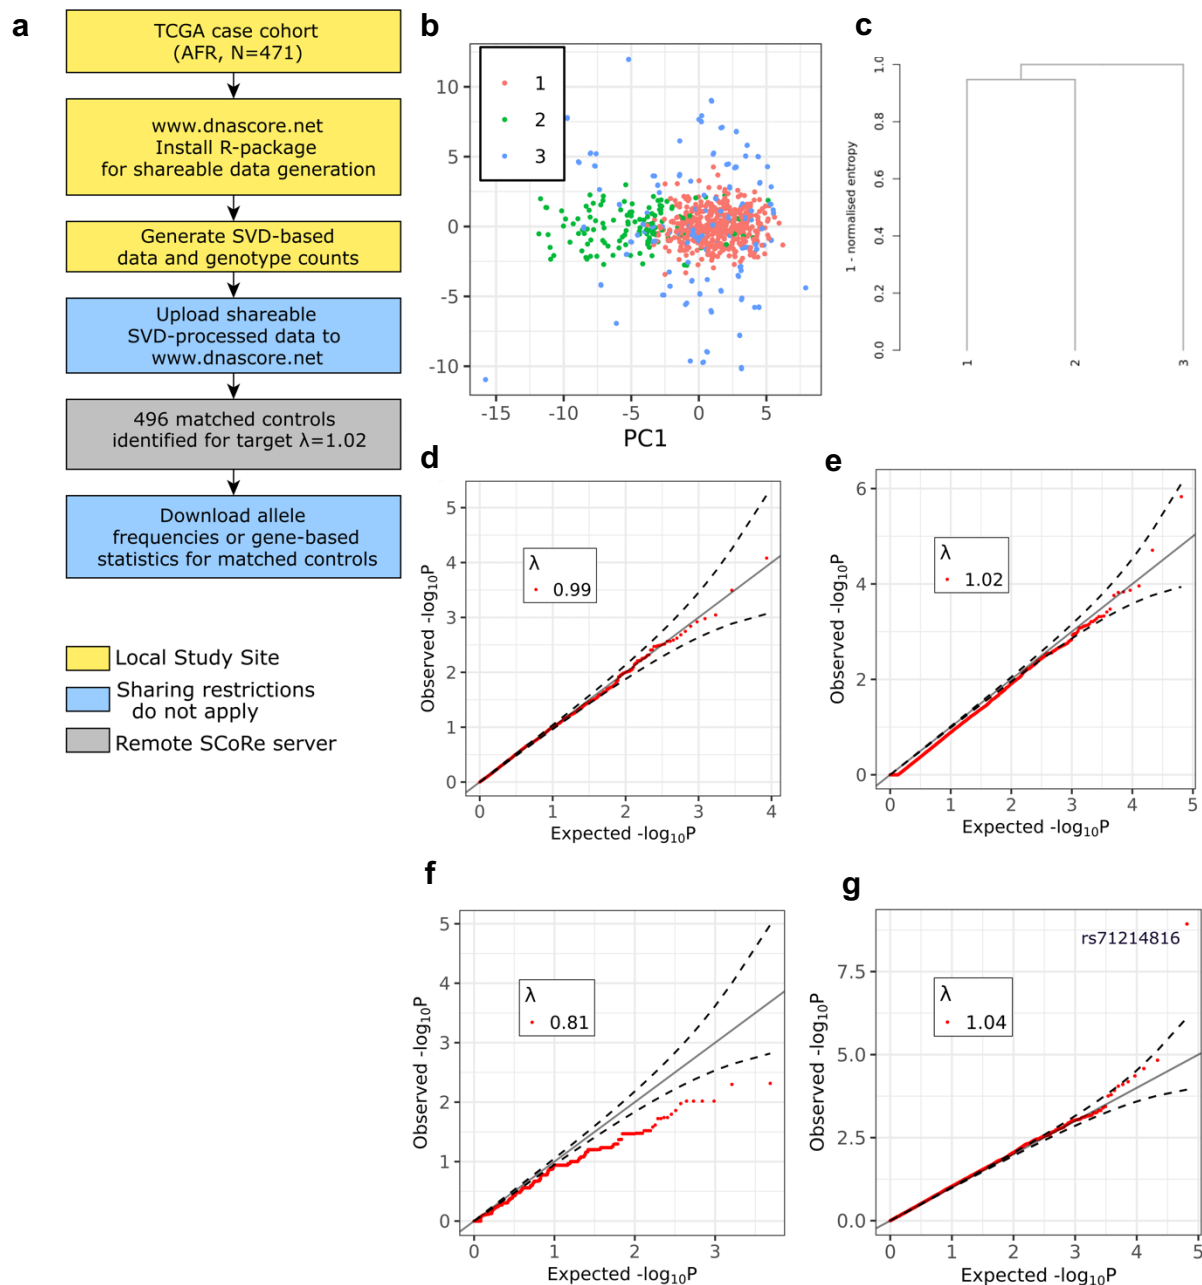 a
TCGA case cohort
(AFR, N=471)
www.dnascore.net
Install R-package
for shareable data generation
Generate SVD-based
data and genotype counts
Upload shareable
SVD-processed data to
www.dnascore.net
496 matched controls
identified for target λ=1.02
Download allele
frequencies or gene-based
statistics for matched controls
Local Study Site
Sharing restrictions
do not apply
Remote SCoRe server
b
1
2
3
10
5
0
-5
-10
-15
-10
-5
0
5
PC1
c
1 - normalised entropy
1.0
0.8
0.6
0.4
0.2
0.0
1
2
3
d
Observed -log10P
5
4
3
2
1
0
λ
0.99
0
1
2
3
4
Expected -log10P
e
Observed -log10P
6
4
2
0
λ
1.02
0
1
2
3
4
5
Expected -log10P
f
Observed -log10P
5
4
3
2
1
0
λ
0.81
0
1
2
3
Expected -log10P
g
Observed -log10P
7.5
5.0
2.5
0.0
rs71214816
λ
1.04
0
1
2
3
4
5
Expected -log10P